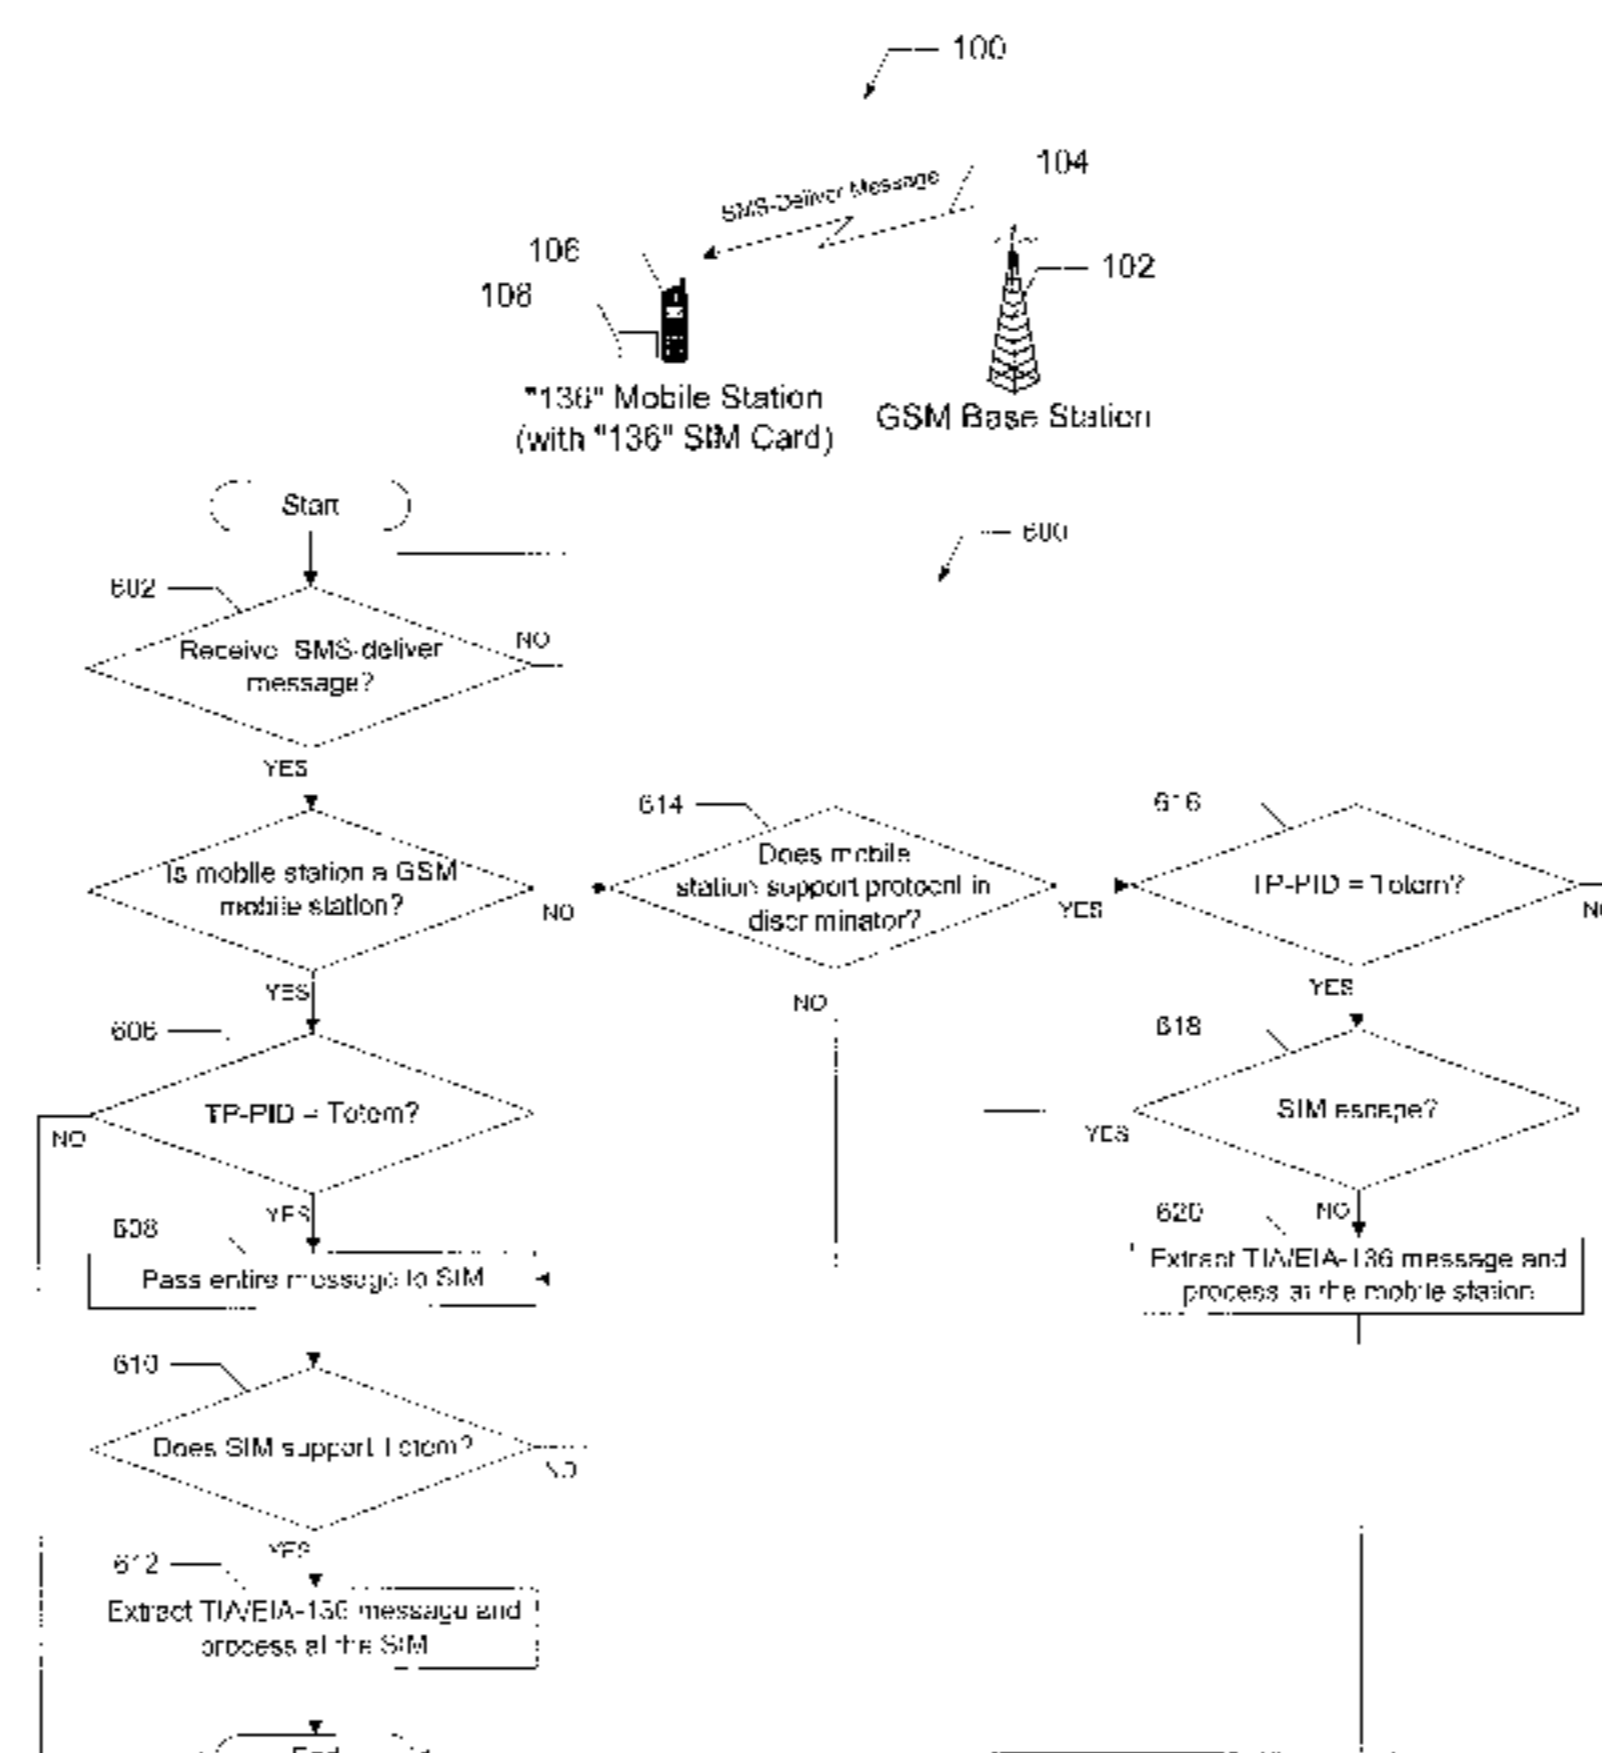 100
104
SMS-Deliver Message
106
102
108
"136" Mobile Station
(with "136" SIM Card)
GSM Base Station
Start
600
602
Receive SMS-deliver
message?
NO
YES
614
616
Is mobile station a GSM
mobile station?
NO
Does mobile
station support protocol in
discriminator?
YES
TP-PID = Totem?
YES
NO
YES
606
618
TP-PID = Totem?
NO
SIM escape?
YES
YES
608
620
NO
Pass entire message to SIM
Extract TIA/EIA-136 message and
process at the mobile station
610
Does SIM support Totem?
NO
YES
612
Extract TIA/EIA-136 message and
process at the SIM
End